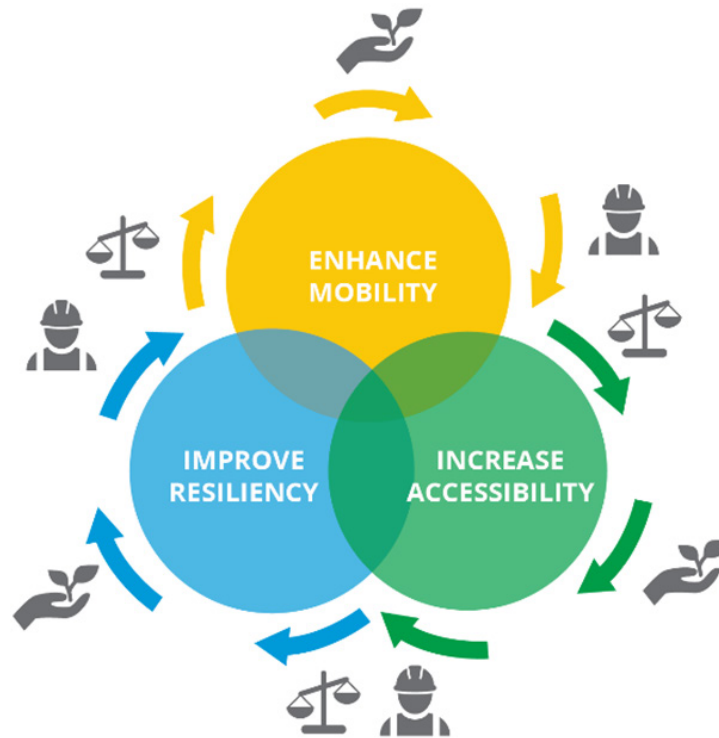 ENHANCE
MOBILITY
IMPROVE
RESILIENCY
INCREASE
ACCESSIBILITY